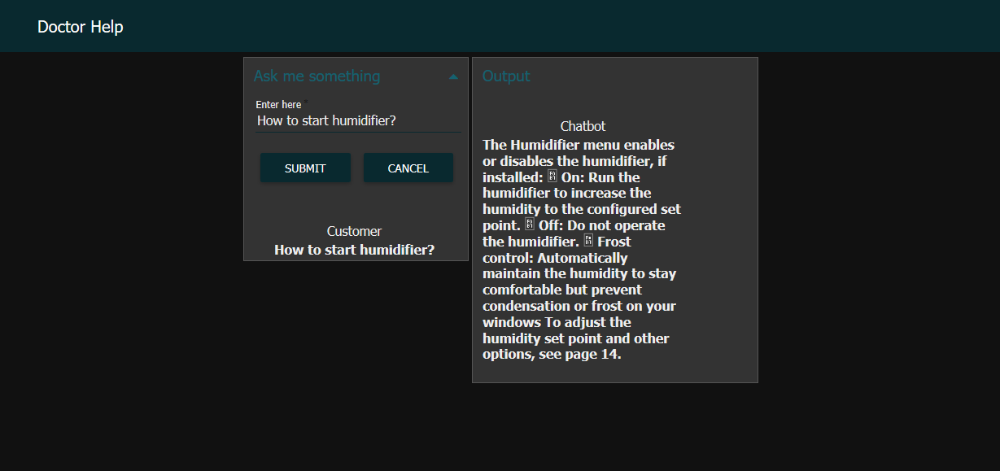 Doctor Help
Ask me something
Enter here *
How to start humidifier?
SUBMIT
CANCEL
Customer
How to start humidifier?
Output
Chatbot
The Humidifier menu enables
or disables the humidifier, if
installed:  On: Run the
humidifier to increase the
humidity to the configured set
point.  Off: Do not operate
the humidifier.  Frost
control: Automatically
maintain the humidity to stay
comfortable but prevent
condensation or frost on your
windows To adjust the
humidity set point and other
options, see page 14.